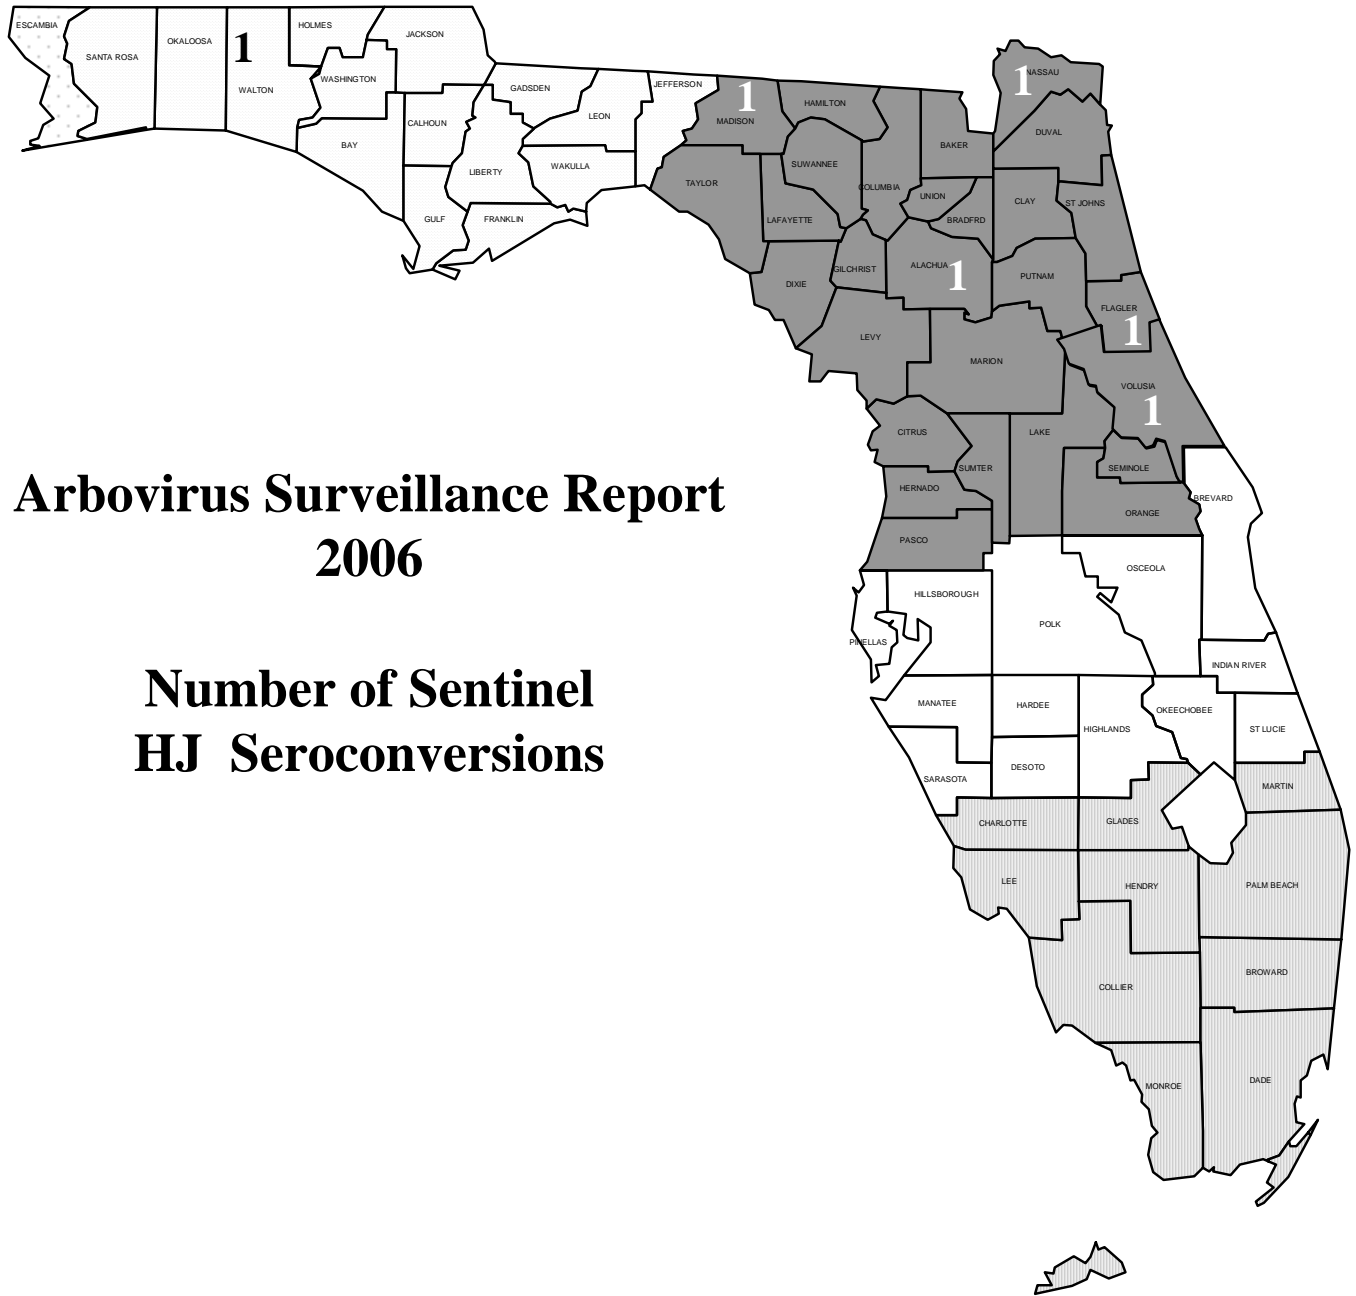 ESCAMBIA
SANTA ROSA
OKALOOSA
1
WALTON
HOLMES
WASHINGTON
JACKSON
BAY
CALHOUN
GULF
GADSDEN
LIBERTY
FRANKLIN
LEON
WAKULLA
JEFFERSON
1
MADISON
TAYLOR
HAMILTON
SUWANNEE
LAFAYETTE
COLUMBIA
BAKER
UNION
BRADFRD
1
NASSAU
DUVAL
CLAY
ST JOHNS
DIXIE
GILCHRIST
ALACHUA
1
PUTNAM
FLAGLER
1
LEVY
MARION
VOLUSIA
1
CITRUS
SUMTER
LAKE
SEMINOLE
HERNADO
ORANGE
BREVARD
PASCO
Arbovirus Surveillance Report
2006
Number of Sentinel
HJ Seroconversions
HILLSBOROUGH
PINELLAS
POLK
OSCEOLA
INDIAN RIVER
MANATEE
HARDEE
HIGHLANDS
OKEECHOBEE
ST LUCIE
SARASOTA
DESOTO
MARTIN
CHARLOTTE
GLADES
LEE
HENDRY
PALM BEACH
COLLIER
BROWARD
MONROE
DADE